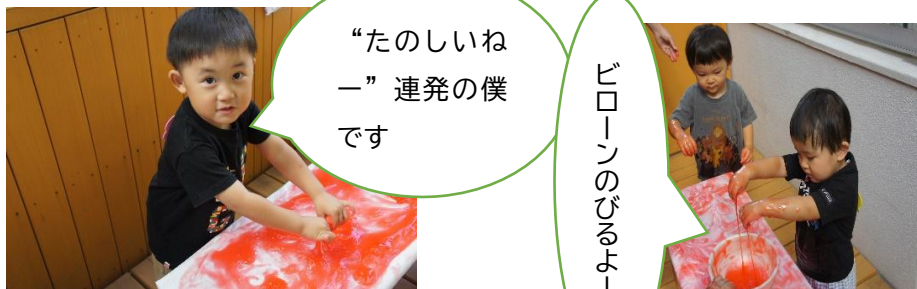 “たのしいね
ー”連発の僕
です
ビローンのびるよー